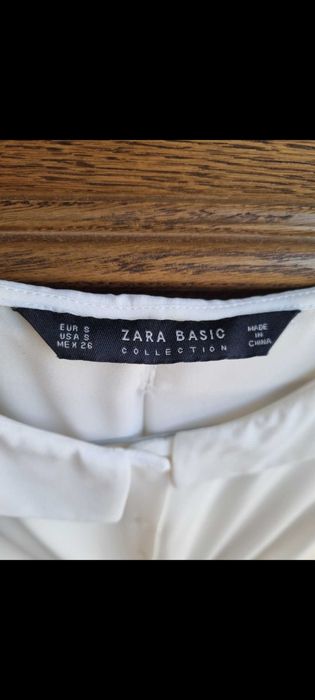 EUR S
USA S
MEX 26
ZARA BASIC
COLLECTION
MADE
IN
CHINA